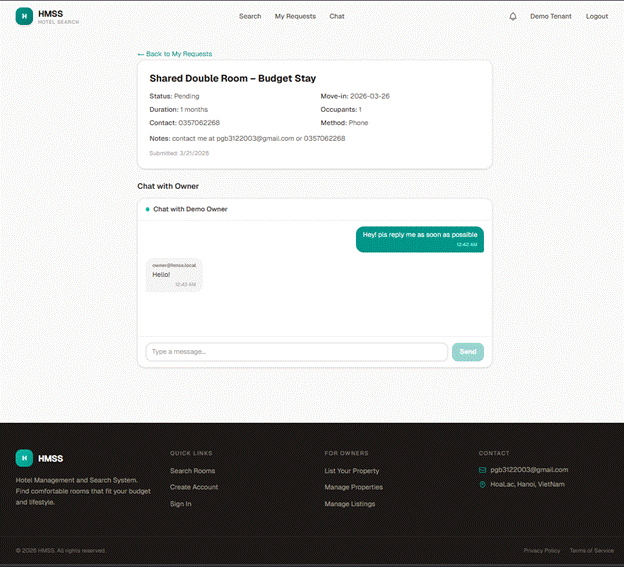 H HMSS
HOTEL SEARCH
Search My Requests Chat
Demo Tenant Logout
← Back to My Requests
Shared Double Room – Budget Stay
Status: Pending Move-in: 2026-03-26
Duration: 1 months Occupants: 1
Contact: 0357062268 Method: Phone
Notes: contact me at pgb3122003@gmail.com or 0357062268
Submitted: 3/21/2026
Chat with Owner
Chat with Demo Owner
Hey! pls reply me as soon as possible
12:42 AM
owner@hmss.local
Hello!
12:43 AM
Type a message...
Send
H HMSS
Hotel Management and Search System.
Find comfortable rooms that fit your budget
and lifestyle.
QUICK LINKS
Search Rooms
Create Account
Sign In
FOR OWNERS
List Your Property
Manage Properties
Manage Listings
CONTACT
pgb3122003@gmail.com
HoaLac, Hanoi, VietNam
© 2026 HMSS. All rights reserved.
Privacy Policy Terms of Service